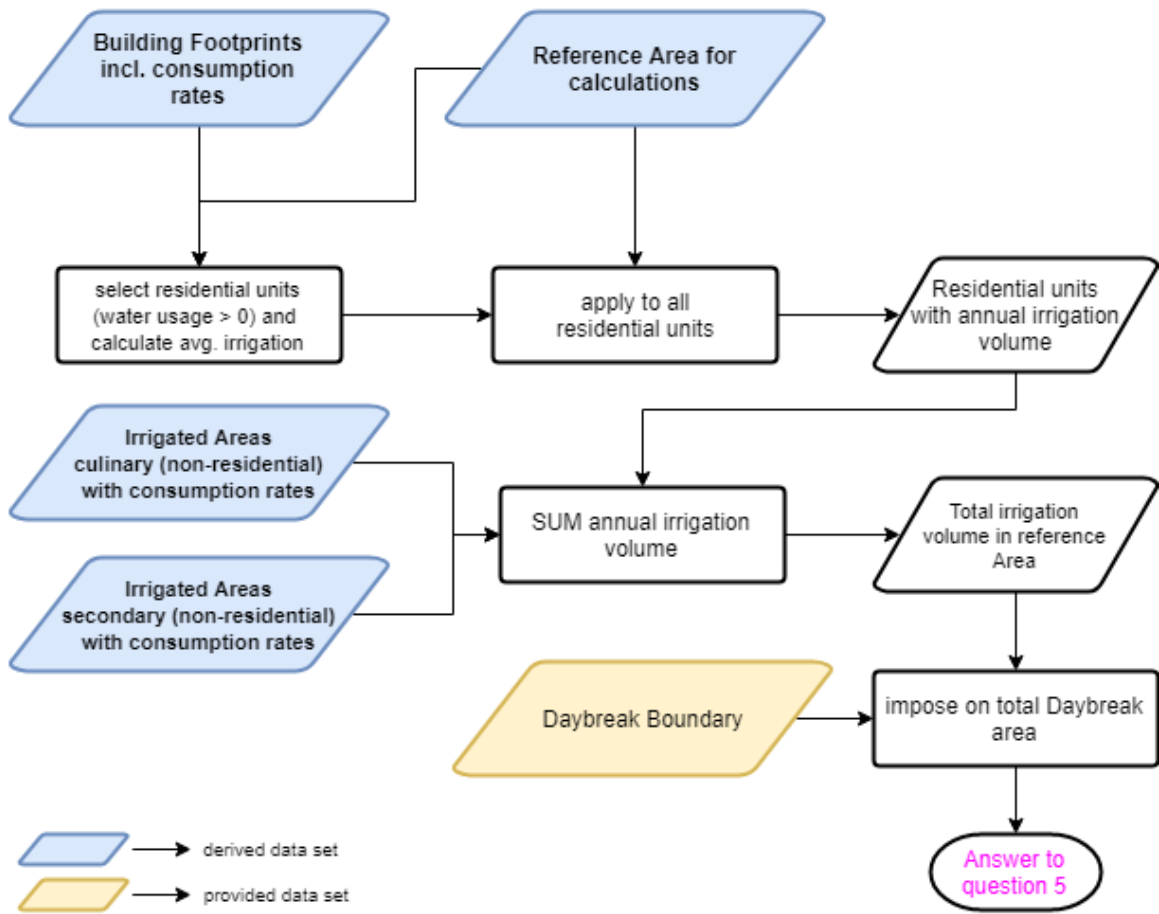 Building Footprints
incl. consumption
rates
Reference Area for
calculations
select residential units
(water usage > 0) and
calculate avg. irrigation
apply to all
residential units
Residential units
with annual irrigation
volume
Irrigated Areas
culinary (non-residential)
with consumption rates
SUM annual irrigation
volume
Total irrigation
volume in reference
Area
Irrigated Areas
secondary (non-residential)
with consumption rates
Daybreak Boundary
impose on total Daybreak
area
derived data set
provided data set
Answer to
question 5